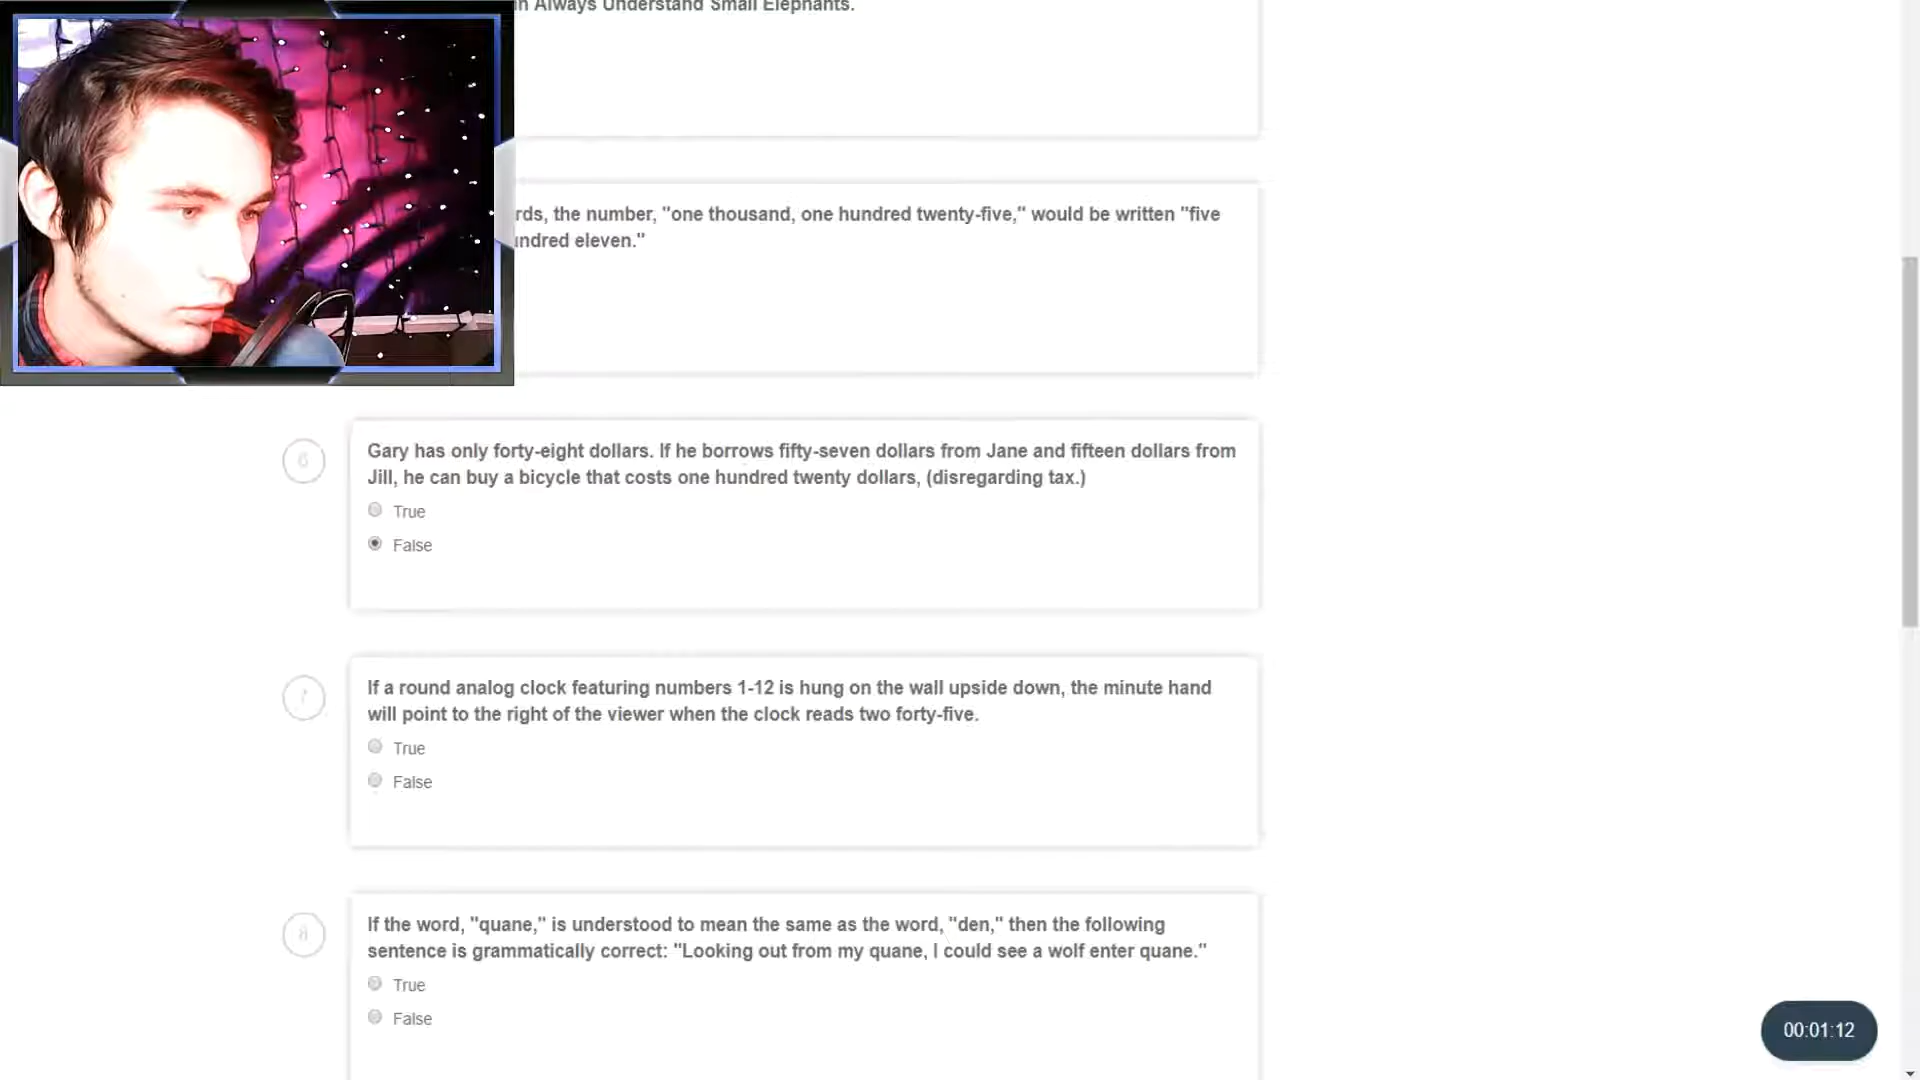 Always Understand Small Elephants.
the number, "one thousand, one hundred twenty-five," would be written "five
eleven."
6
Gary has only forty-eight dollars. If he borrows fifty-seven dollars from Jane and fifteen dollars from
Jill, he can buy a bicycle that costs one hundred twenty dollars, (disregarding tax.)
True
False
7
If a round analog clock featuring numbers 1-12 is hung on the wall upside down, the minute hand
will point to the right of the viewer when the clock reads two forty-five.
True
False
8
If the word, "quane," is understood to mean the same as the word, "den," then the following
sentence is grammatically correct: "Looking out from my quane, I could see a wolf enter quane."
True
False
00:01:12